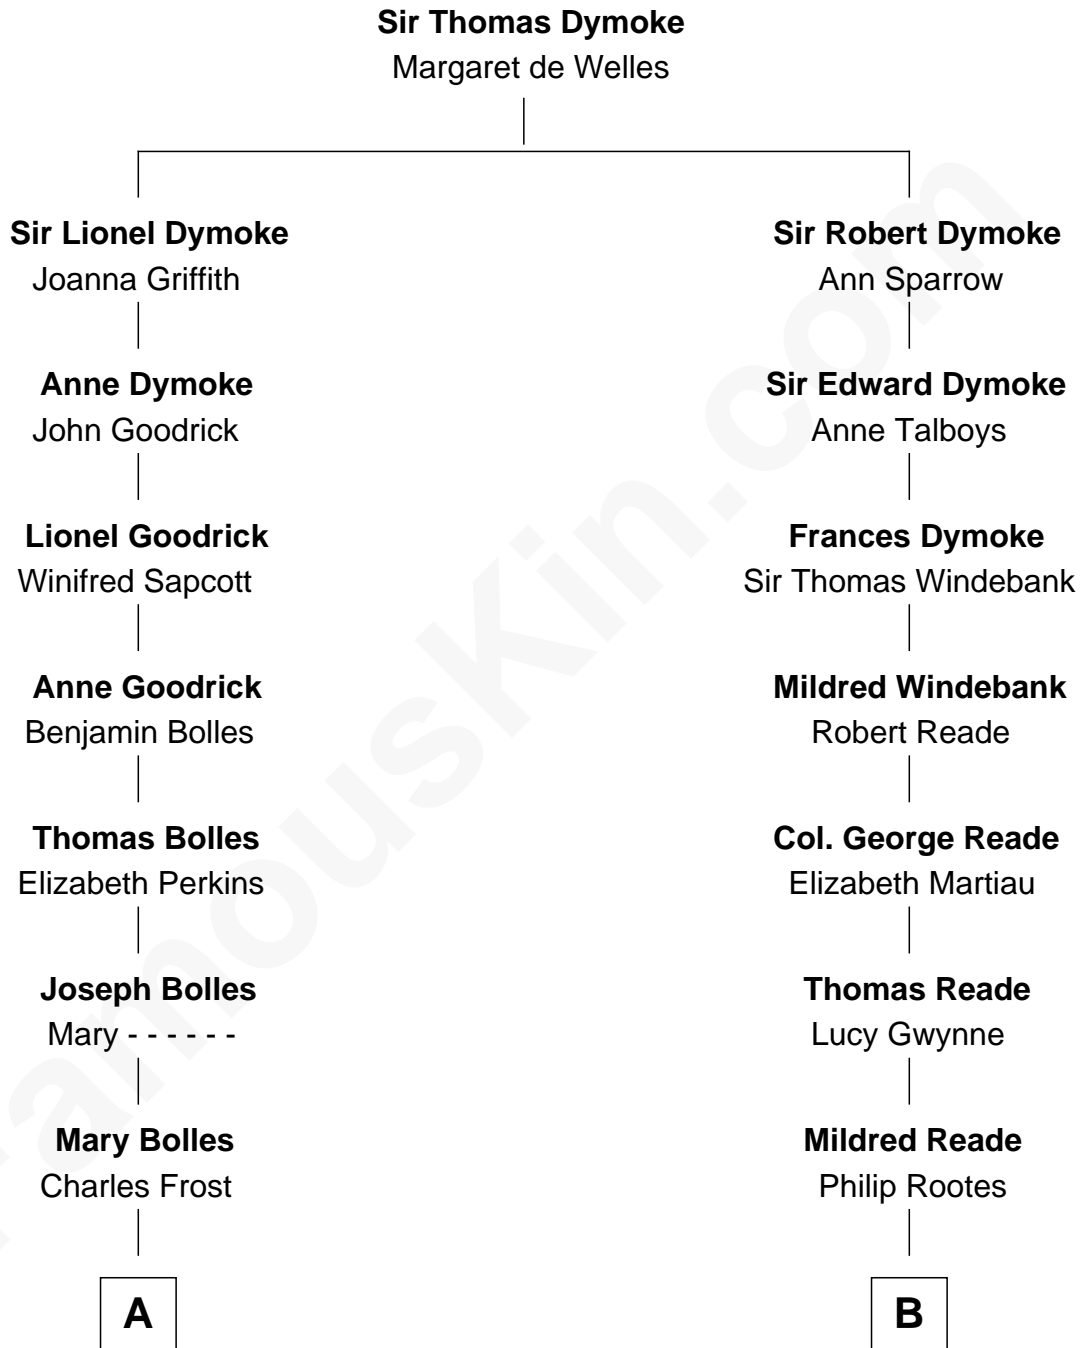 Sir Thomas Dymoke
Margaret de Welles
Sir Lionel Dymoke
Joanna Griffith
Sir Robert Dymoke
Ann Sparrow
Anne Dymoke
John Goodrick
Sir Edward Dymoke
Anne Talboys
Lionel Goodrick
Winifred Sapcott
Frances Dymoke
Sir Thomas Windebank
Anne Goodrick
Benjamin Bolles
Mildred Windebank
Robert Reade
Thomas Bolles
Elizabeth Perkins
Col. George Reade
Elizabeth Martiau
Joseph Bolles
Mary - - - - - -
Thomas Reade
Lucy Gwynne
Mary Bolles
Charles Frost
Mildred Reade
Philip Rootes
A
B
FamousKin.com